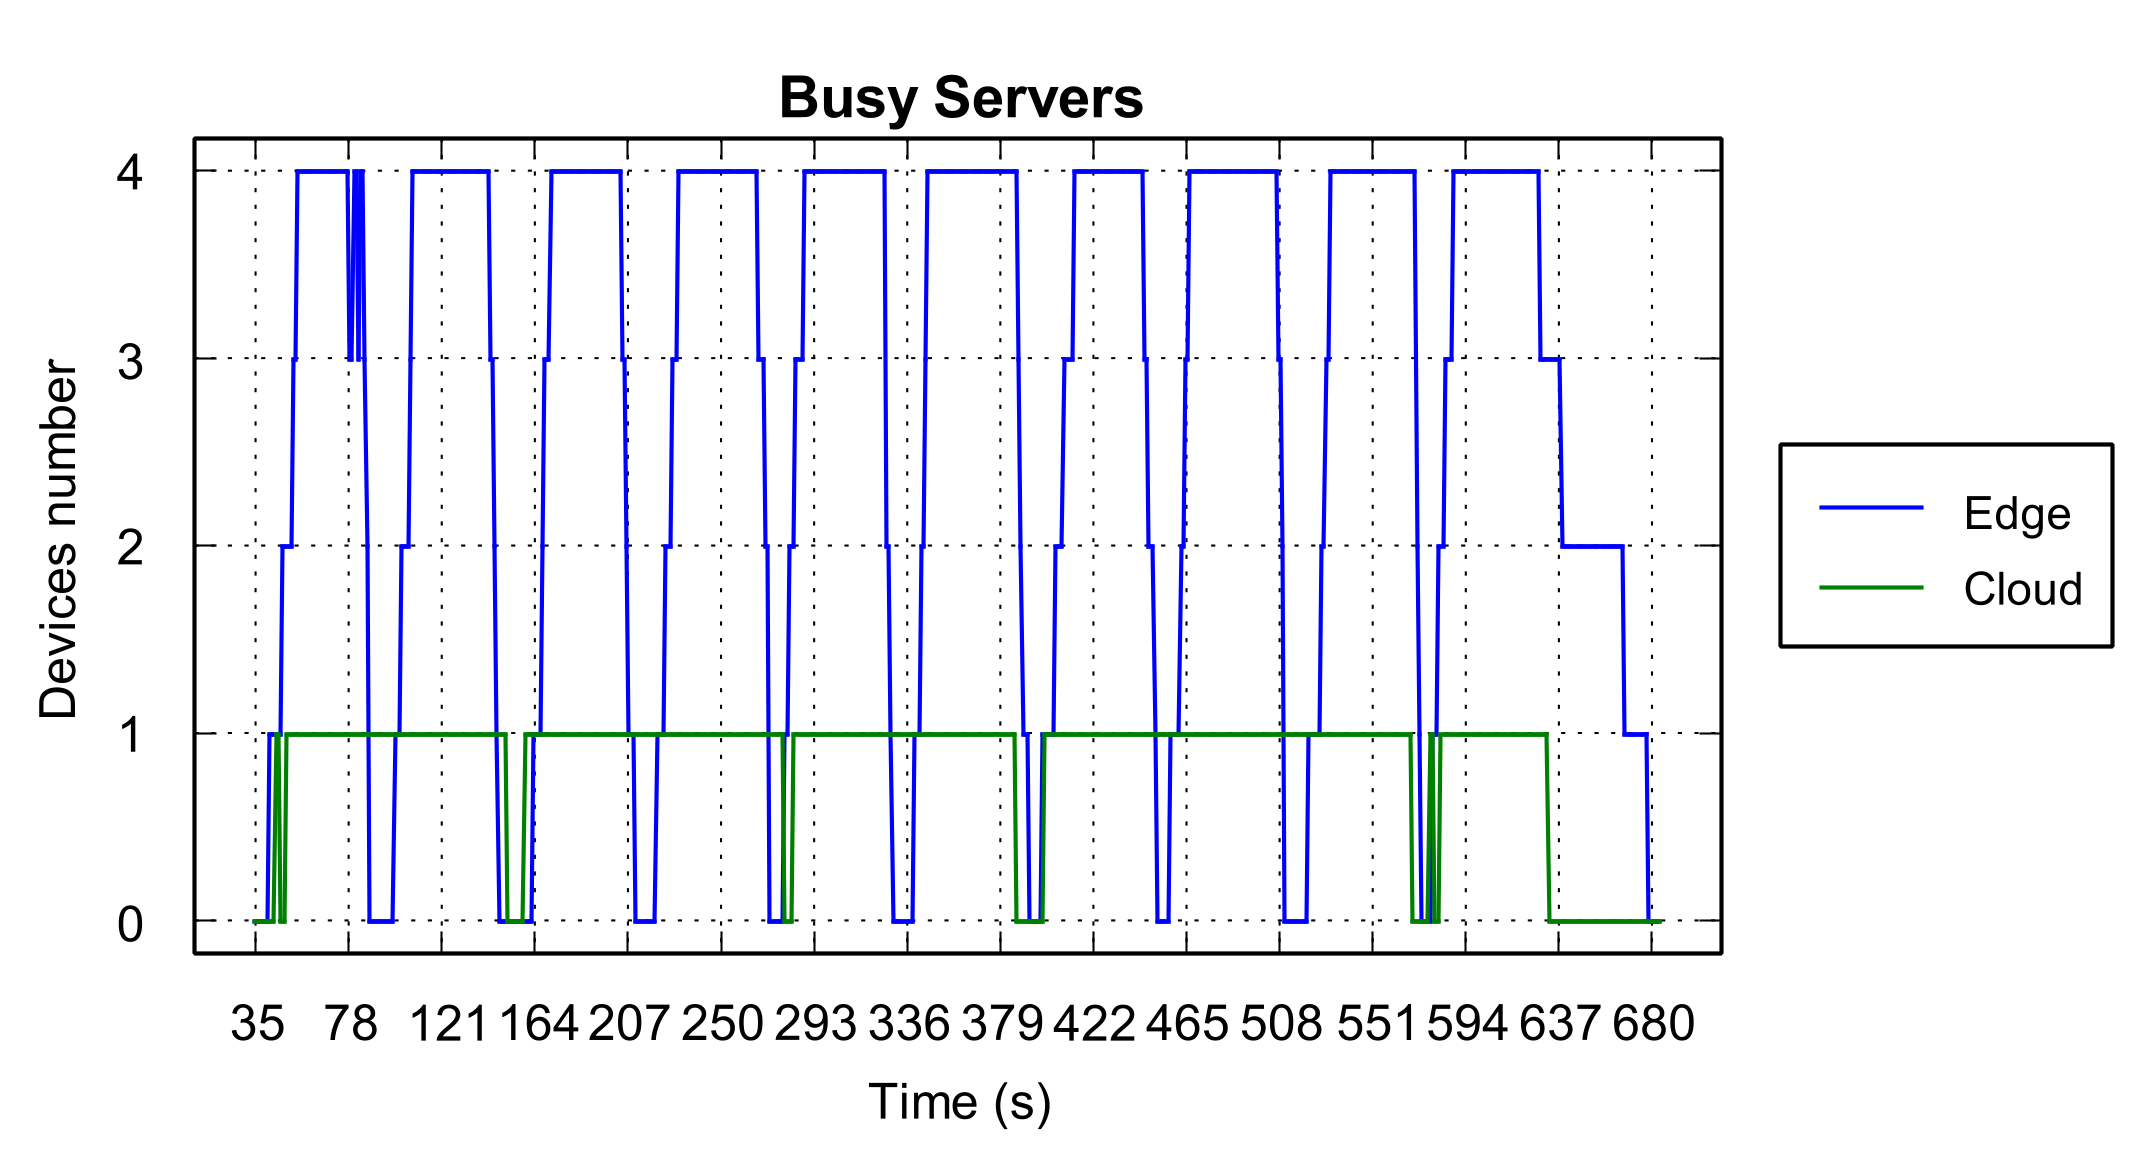 Busy Servers
4
3
2
1
0
Devices number
35 78 121 164 207 250 293 336 379 422 465 508 551 594 637 680
Time (s)
Edge
Cloud